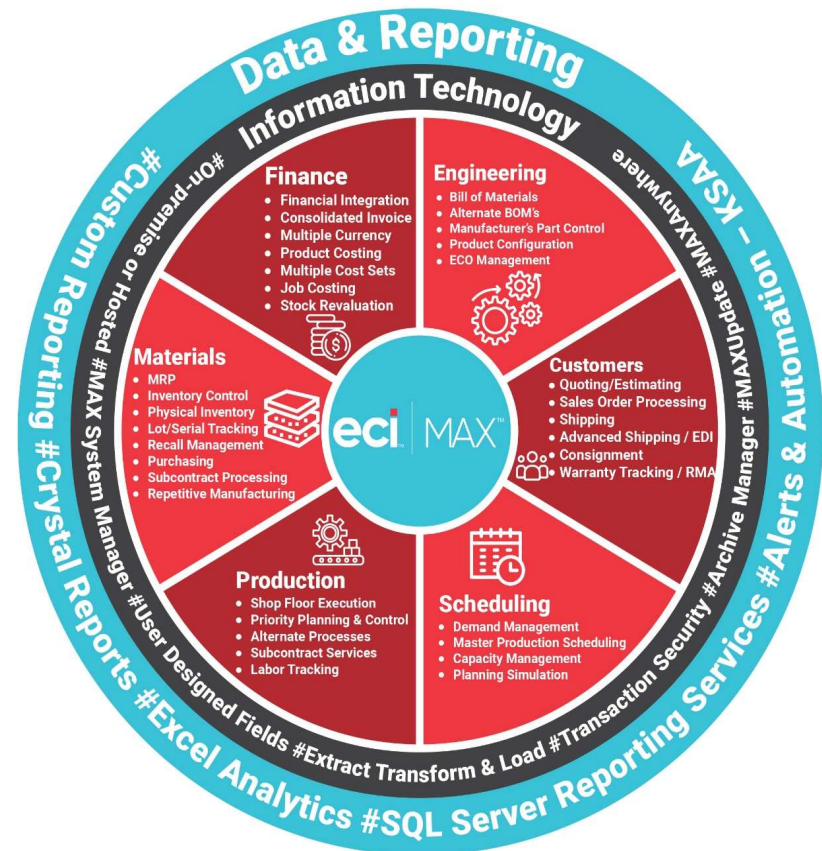 Data & Reporting
#Custom Reporting #Crystal Reports #Excel Analytics #SQL Server Reporting Services #Alerts & Automation – KSAA
Information Technology
#On-premise or Hosted #MAX System Manager #User Designed Fields #Extract Transform & Load #Transaction Security #Archive Manager #MAXUpdate #MAXAnywhere
Finance
• Financial Integration
• Consolidated Invoice
• Multiple Currency
• Product Costing
• Multiple Cost Sets
• Job Costing
• Stock Revaluation
Engineering
• Bill of Materials
• Alternate BOM's
• Manufacturer's Part Control
• Product Configuration
• ECO Management
Materials
• MRP
• Inventory Control
• Physical Inventory
• Lot/Serial Tracking
• Recall Management
• Purchasing
• Subcontract Processing
• Repetitive Manufacturing
eci | MAX™
Customers
• Quoting/Estimating
• Sales Order Processing
• Shipping
• Advanced Shipping / EDI
• Consignment
• Warranty Tracking / RMA
Production
• Shop Floor Execution
• Priority Planning & Control
• Alternate Processes
• Subcontract Services
• Labor Tracking
Scheduling
• Demand Management
• Master Production Scheduling
• Capacity Management
• Planning Simulation